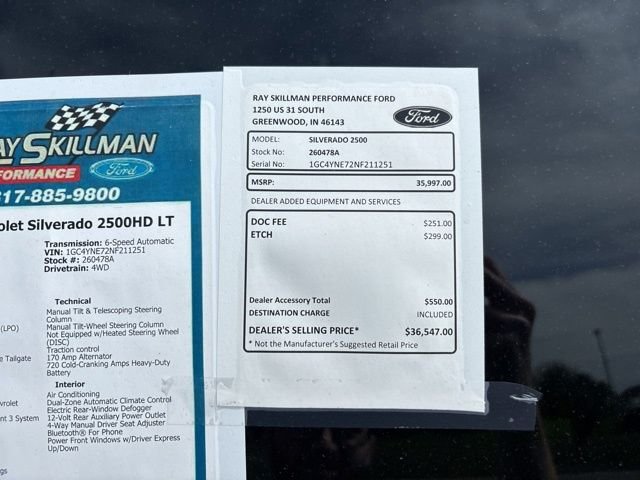 AY SKILLMAN
FORMANCE
Ford
17-885-9800
olet Silverado 2500HD LT
Transmission: 6-Speed Automatic
VIN: 1GC4YNE72NF211251
Stock #: 260478A
Drivetrain: 4WD
Technical
Manual Tilt & Telescoping Steering
Column
(LPO)
Manual Tilt-Wheel Steering Column
Not Equipped w/Heated Steering Wheel
(DISC)
Traction control
e Tailgate
170 Amp Alternator
720 Cold-Cranking Amps Heavy-Duty
Battery
Interior
Air Conditioning
vrolet
Dual-Zone Automatic Climate Control
Electric Rear-Window Defogger
nt 3 System
12-Volt Rear Auxiliary Power Outlet
4-Way Manual Driver Seat Adjuster
Bluetooth® For Phone
Power Front Windows w/Driver Express
Up/Down
gs
RAY SKILLMAN PERFORMANCE FORD
1250 US 31 SOUTH
GREENWOOD, IN 46143
Ford
MODEL: SILVERADO 2500
Stock No: 260478A
Serial No: 1GC4YNE72NF211251
MSRP: 35,997.00
DEALER ADDED EQUIPMENT AND SERVICES
DOC FEE $251.00
ETCH $299.00
Dealer Accessory Total $550.00
DESTINATION CHARGE INCLUDED
DEALER'S SELLING PRICE* $36,547.00
* Not the Manufacturer's Suggested Retail Price